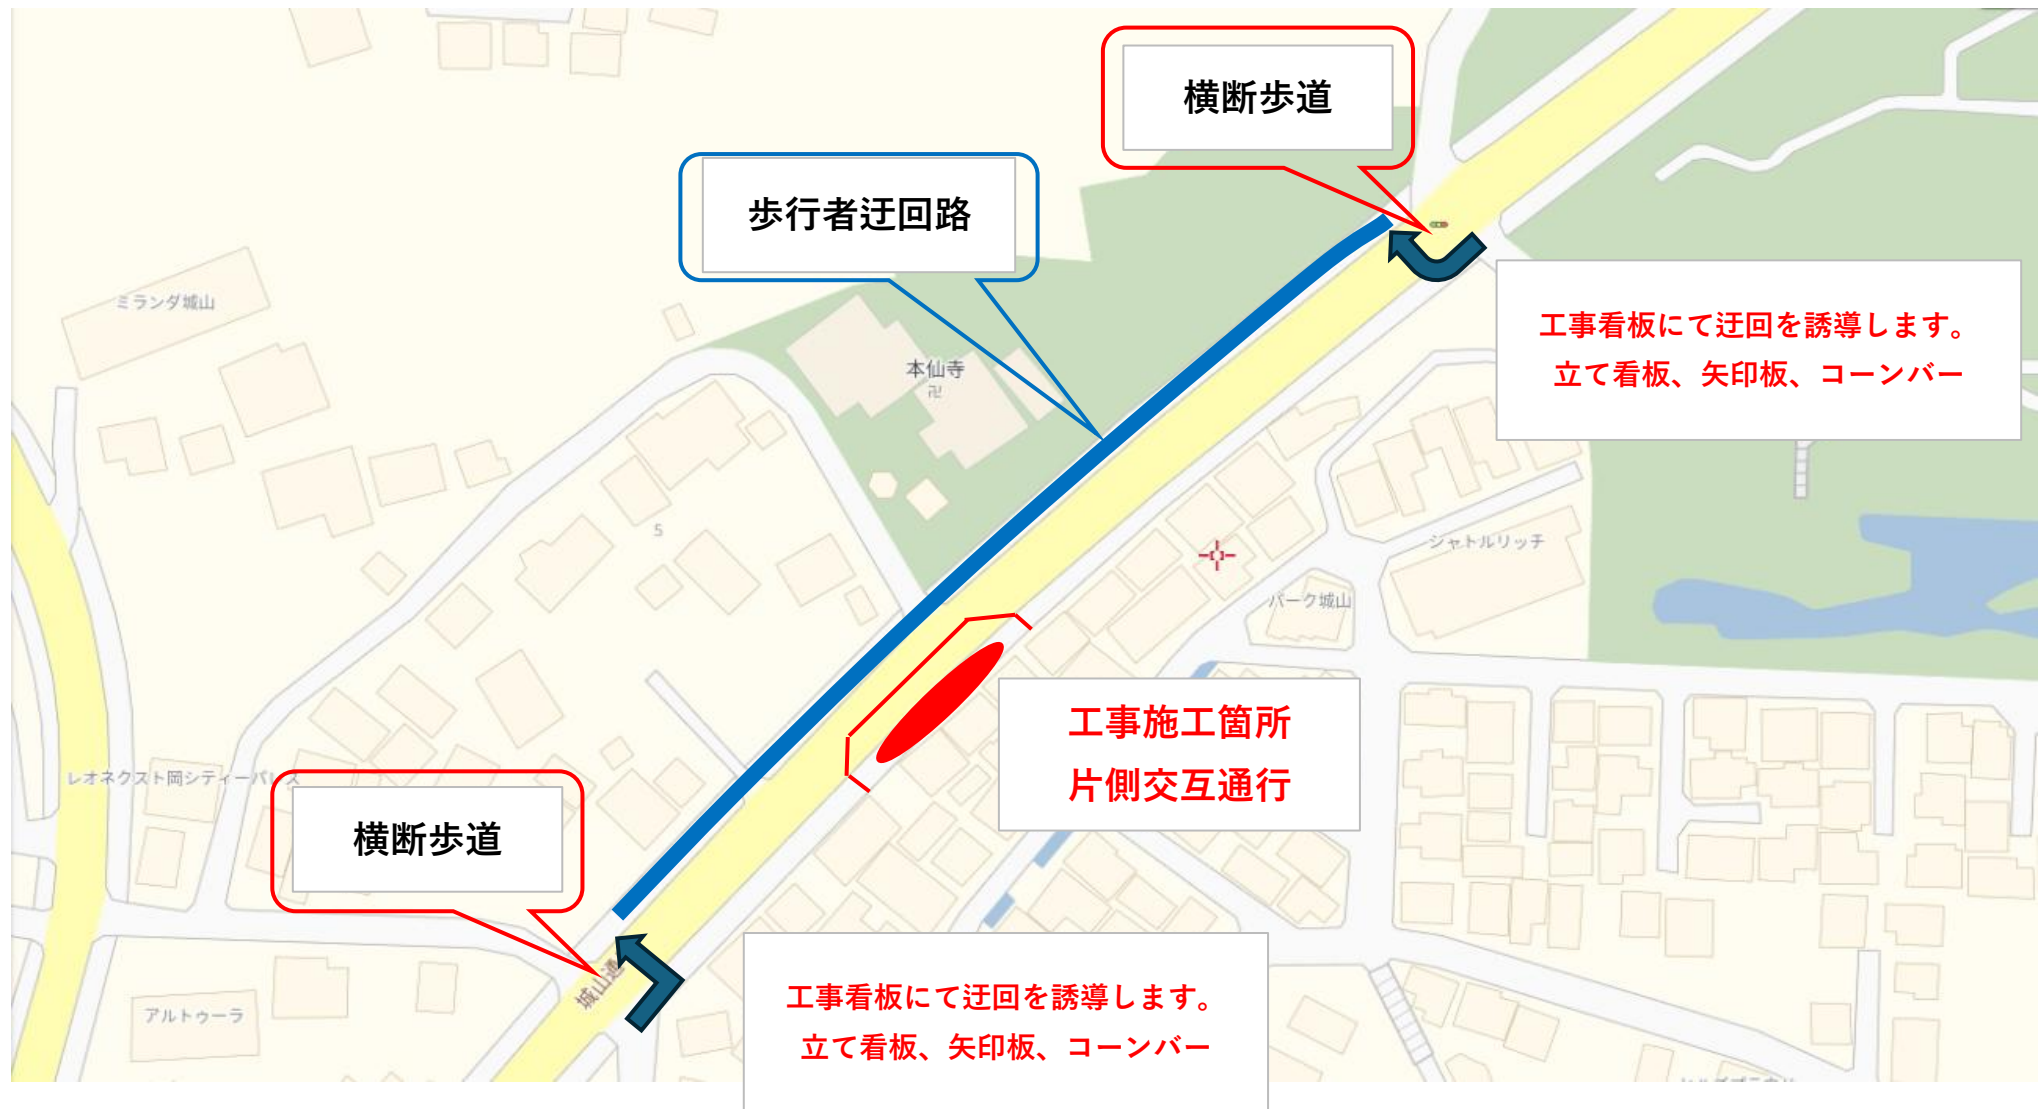 横断歩道
歩行者迂回路
工事看板にて迂回を誘導します。
立て看板、矢印板、コーンバー
ミランダ城山
本仙寺
卍
5
シャトルリッチ
パーク城山
工事施工箇所
片側交互通行
レオネクスト岡シティーパレス
横断歩道
城山通
アルトゥーラ
工事看板にて迂回を誘導します。
立て看板、矢印板、コーンバー